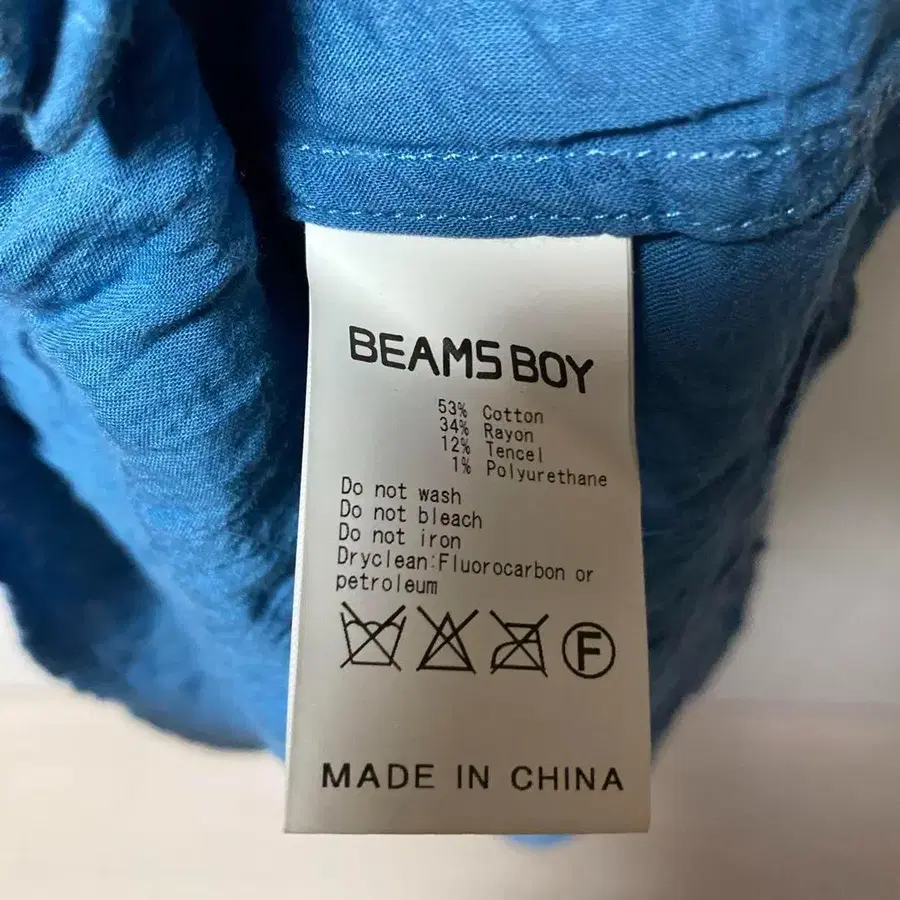 BEAMS BOY
53% Cotton
34% Rayon
12% Tencel
1% Polyurethane
Do not wash
Do not bleach
Do not iron
Dryclean:Fluorocarbon or
petroleum
F
MADE IN CHINA